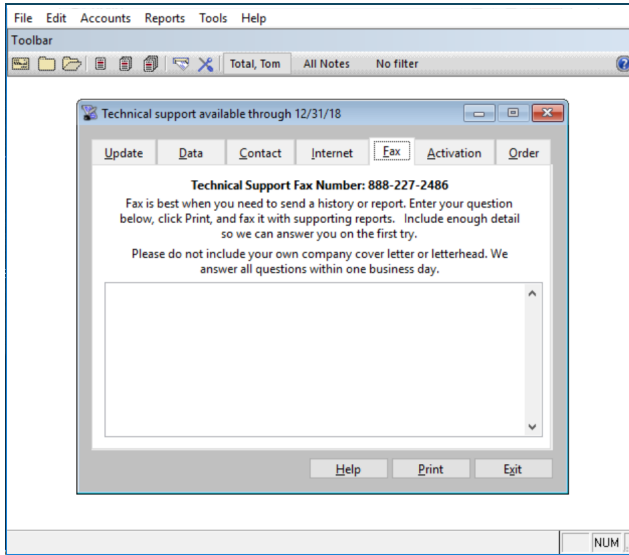 File Edit Accounts Reports Tools Help
Toolbar
Total, Tom All Notes No filter ?
Technical support available through 12/31/18
Update Data Contact Internet Fax Activation Order
Technical Support Fax Number: 888-227-2486
Fax is best when you need to send a history or report. Enter your question
below, click Print, and fax it with supporting reports. Include enough detail
so we can answer you on the first try.
Please do not include your own company cover letter or letterhead. We
answer all questions within one business day.
Help Print Exit
NUM